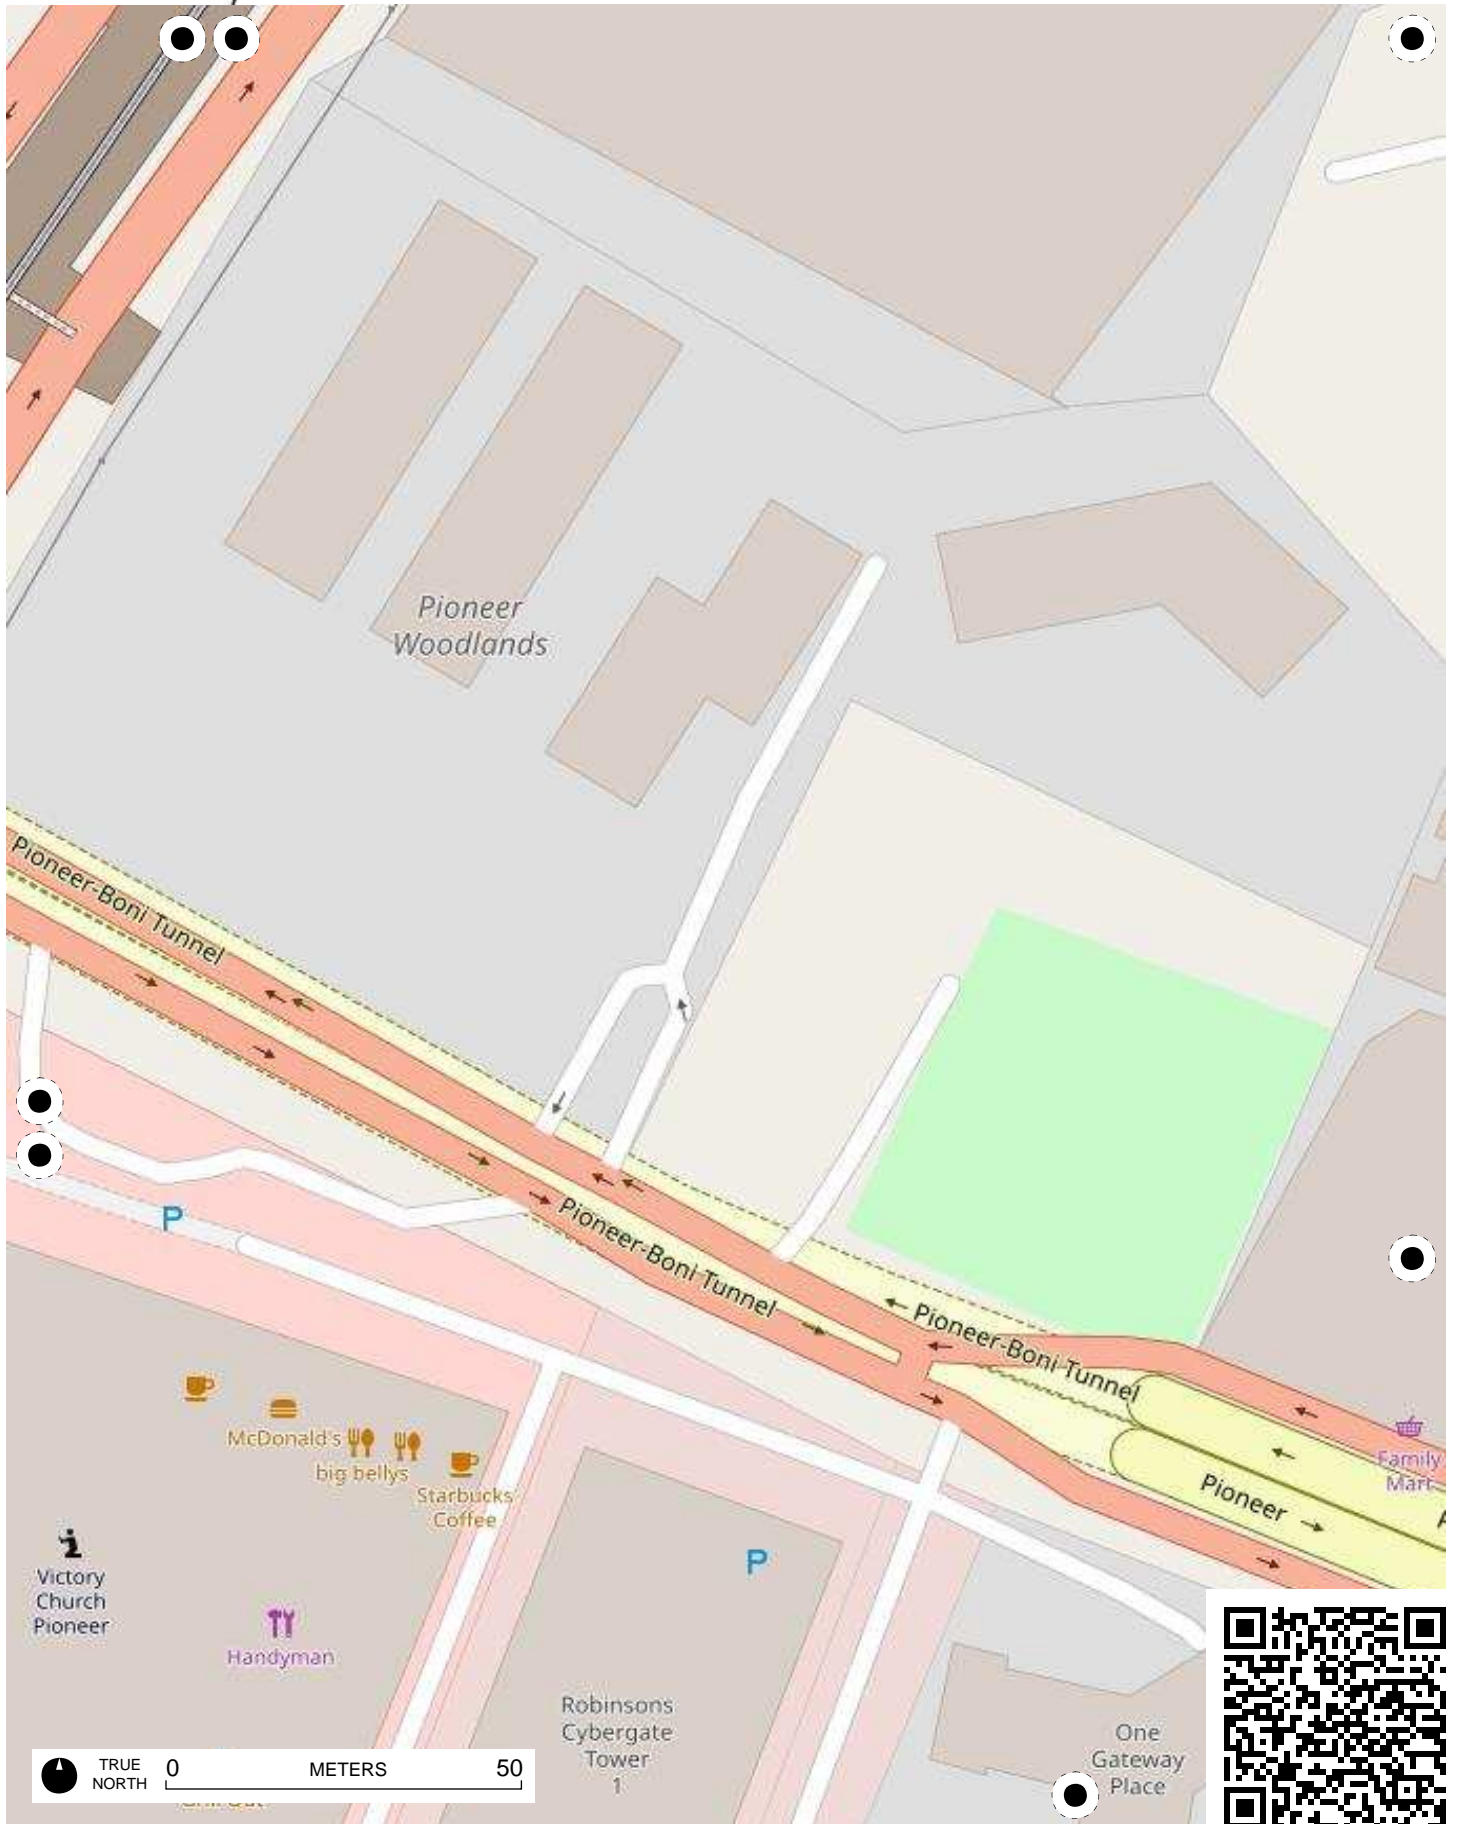 Pioneer
Woodlands
Pioneer-Boni Tunnel
Pioneer-Boni Tunnel
Pioneer-Boni Tunnel
P
McDonald's
big bellys
Starbucks
Coffee
Family
Mart
Pioneer
Victory
Church
Pioneer
P
Handyman
Robinsons
Cybergate
Tower
1
One
Gateway
Place
TRUE
NORTH
0
METERS
50